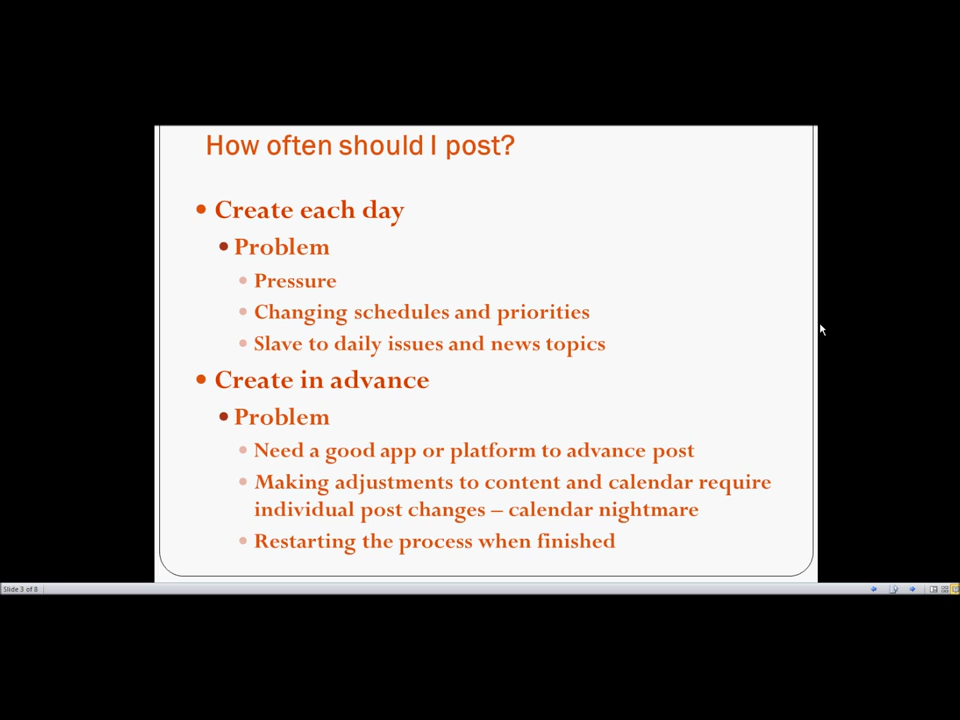 How often should I post?
Create each day
Problem
Pressure
Changing schedules and priorities
Slave to daily issues and news topics
Create in advance
Problem
Need a good app or platform to advance post
Making adjustments to content and calendar require
individual post changes – calendar nightmare
Restarting the process when finished
Slide 3 of 8